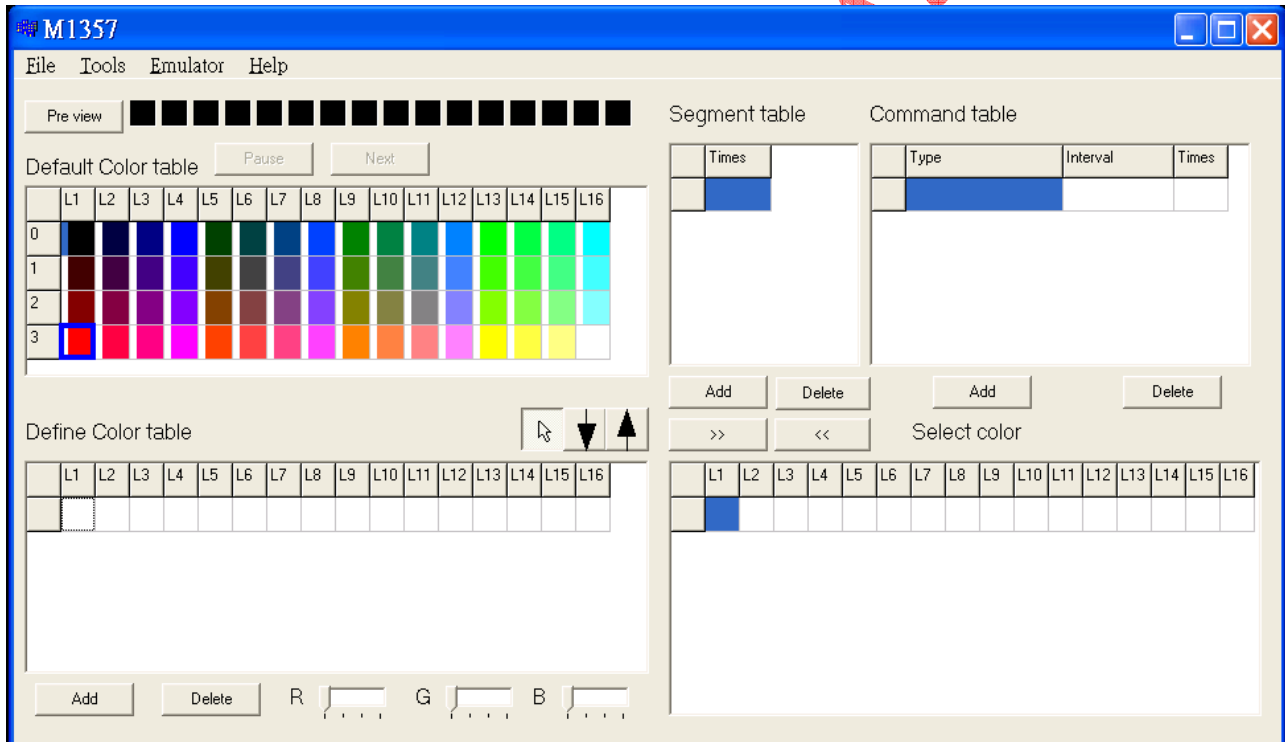 M1357
File Tools Emulator Help
Pre view
Segment table
Command table
Default Color table
Pause
Next
L1 L2 L3 L4 L5 L6 L7 L8 L9 L10 L11 L12 L13 L14 L15 L16
0
1
2
3
Times
Type Interval Times
Add
Delete
Add
Delete
>>
<<
Select color
Define Color table
L1 L2 L3 L4 L5 L6 L7 L8 L9 L10 L11 L12 L13 L14 L15 L16
L1 L2 L3 L4 L5 L6 L7 L8 L9 L10 L11 L12 L13 L14 L15 L16
Add
Delete
R
G
B